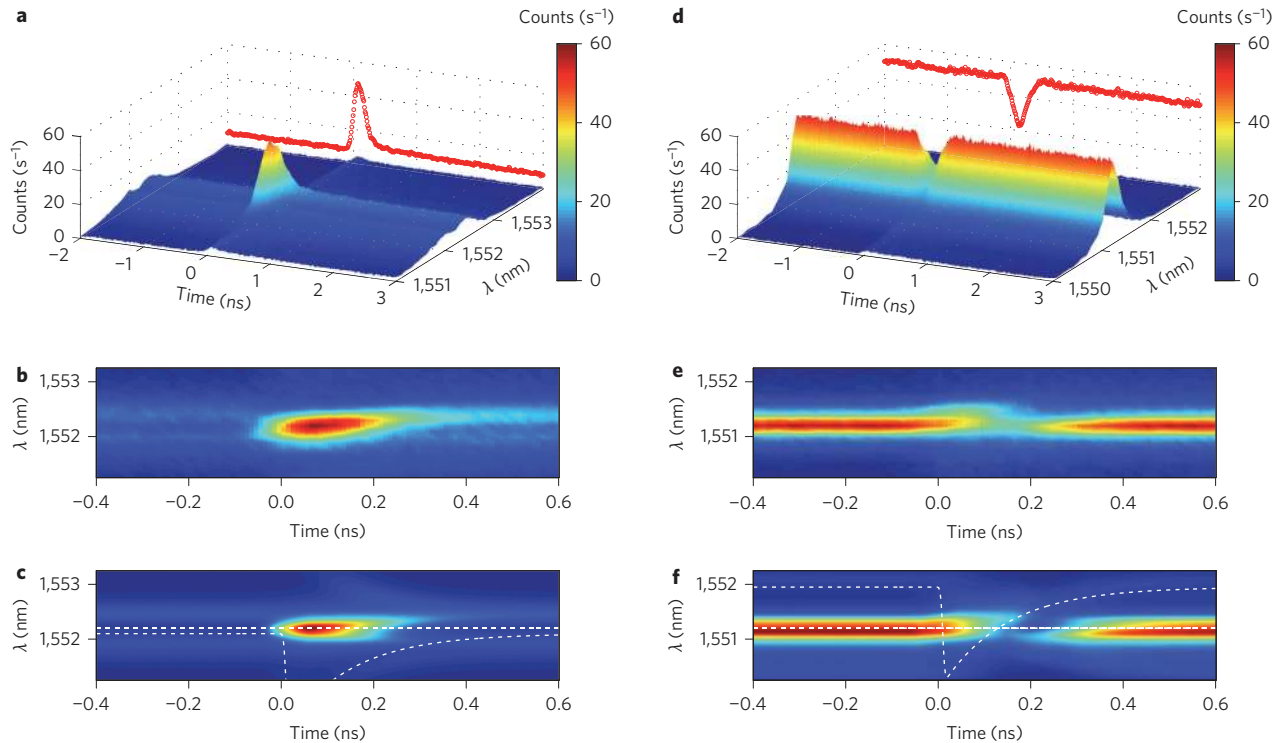 a
Counts (s⁻¹)
60
40
20
0
Counts (s⁻¹)
60
40
20
0
−2
−1
0
1
2
3
Time (ns)
1,551
1,552
1,553
λ (nm)
d
Counts (s⁻¹)
60
40
20
0
Counts (s⁻¹)
60
40
20
0
−2
−1
0
1
2
3
Time (ns)
1,550
1,551
1,552
λ (nm)
b
1,553
1,552
λ (nm)
−0.4 −0.2 0.0 0.2 0.4 0.6
Time (ns)
e
1,552
1,551
λ (nm)
−0.4 −0.2 0.0 0.2 0.4 0.6
Time (ns)
c
1,553
1,552
λ (nm)
−0.4 −0.2 0.0 0.2 0.4 0.6
Time (ns)
f
1,552
1,551
λ (nm)
−0.4 −0.2 0.0 0.2 0.4 0.6
Time (ns)